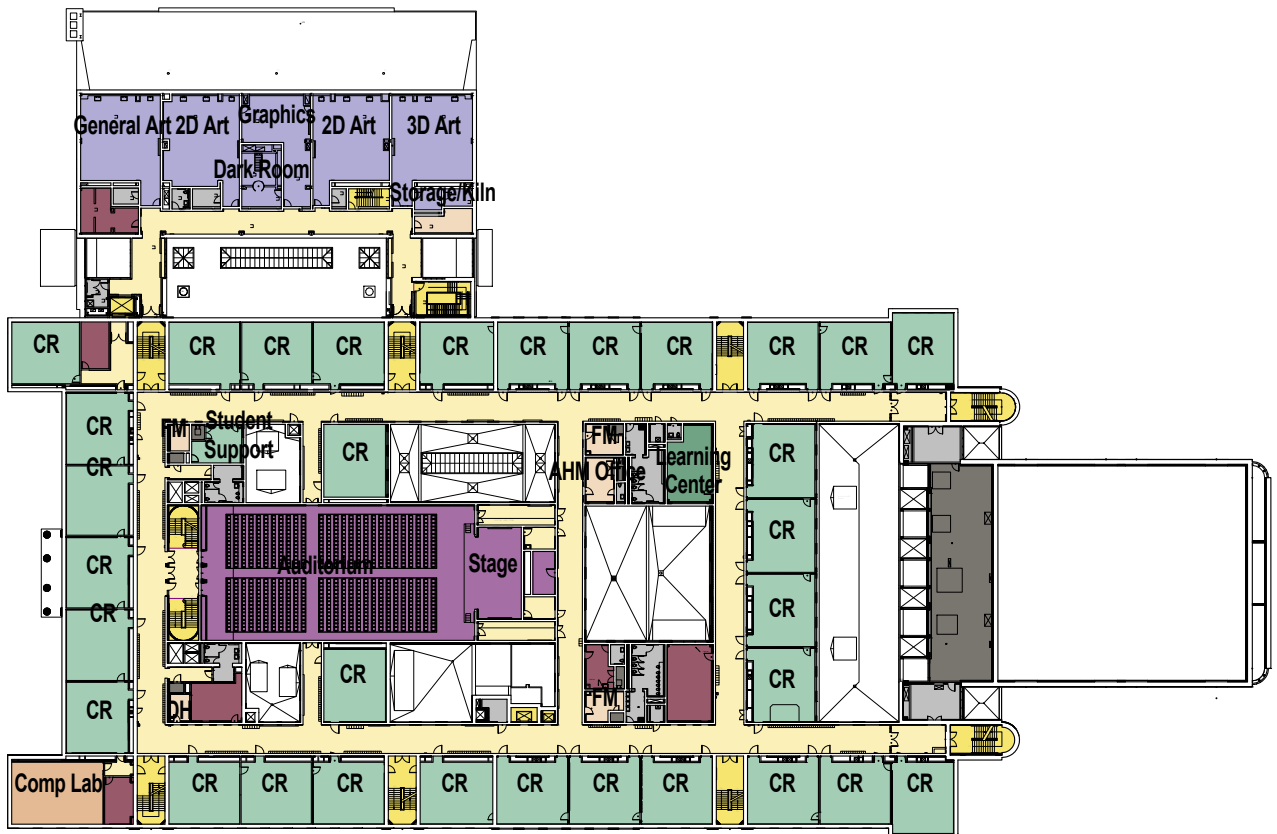 General Art 2D Art Graphics 2D Art 3D Art
Dark Room
Storage/Kiln
CR CR CR CR CR CR CR CR CR CR CR
CR
FM
Student
Support
CR
FM
AHM Office
Learning
Center
CR
CR
CR
Auditorium
Stage
CR
CR
CR
CR
CR
DH
CR
FM
CR
Comp Lab CR CR CR CR CR CR CR CR CR CR